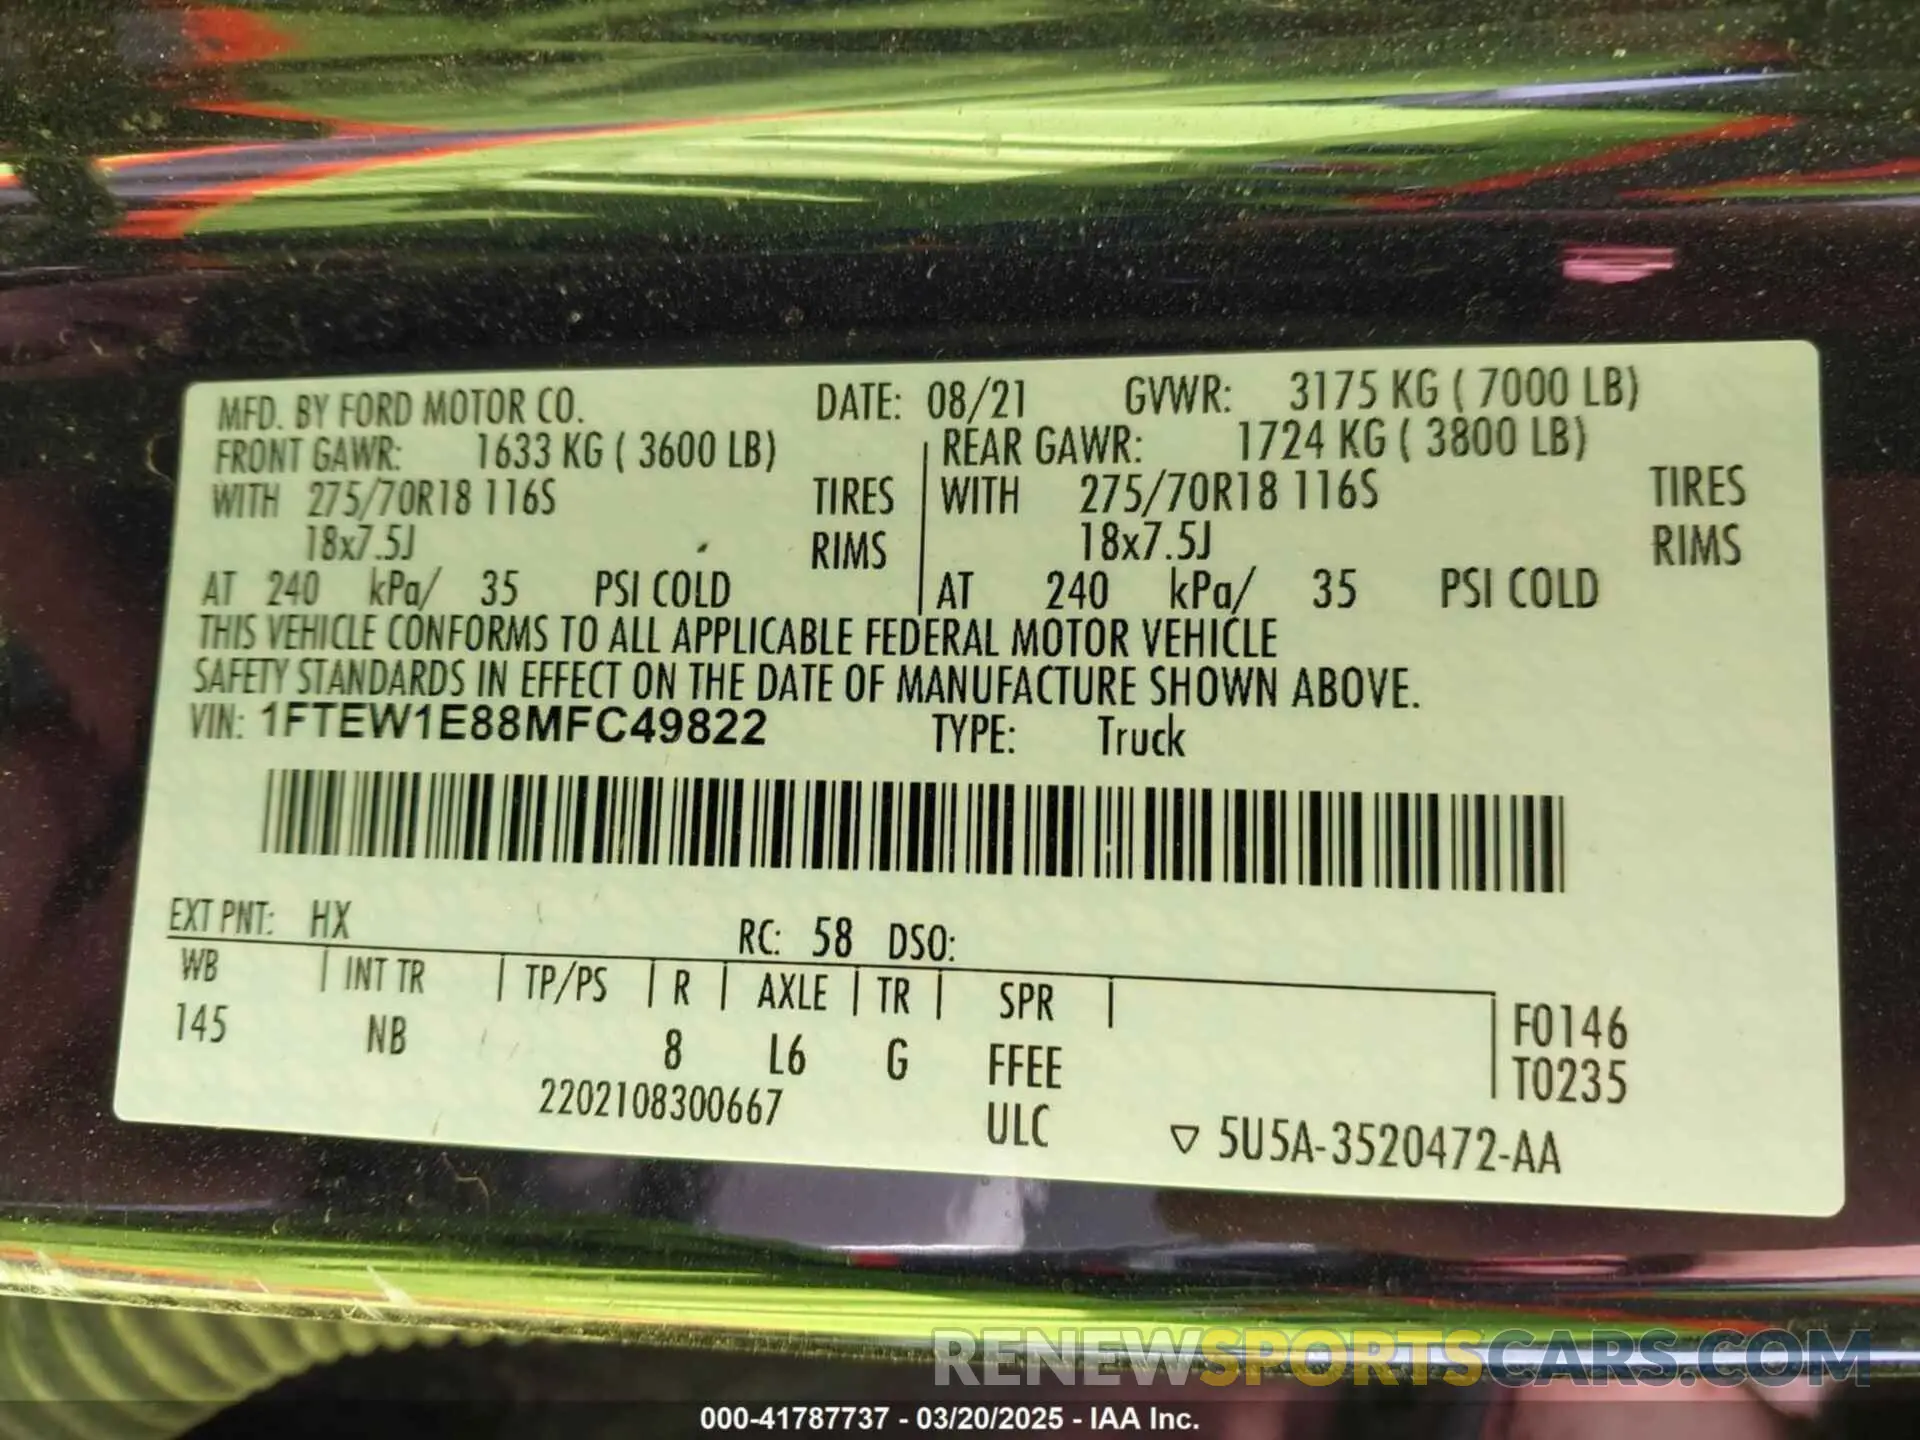 MFD. BY FORD MOTOR CO. DATE: 08/21 GVWR: 3175 KG ( 7000 LB)
FRONT GAWR: 1633 KG ( 3600 LB) REAR GAWR: 1724 KG ( 3800 LB)
WITH 275/70R18 116S TIRES WITH 275/70R18 116S TIRES
18x7.5J RIMS 18x7.5J RIMS
AT 240 kPa/ 35 PSI COLD AT 240 kPa/ 35 PSI COLD
THIS VEHICLE CONFORMS TO ALL APPLICABLE FEDERAL MOTOR VEHICLE
SAFETY STANDARDS IN EFFECT ON THE DATE OF MANUFACTURE SHOWN ABOVE.
VIN: 1FTEW1E88MFC49822 TYPE: Truck
EXT PNT: HX RC: 58 DSO:
WB INT TR TP/PS R AXLE TR SPR F0146
145 NB 8 L6 G FFEE T0235
2202108300667 ULC ▽ 5U5A-3520472-AA
RENEWSPORTSCARS.COM
000-41787737 - 03/20/2025 - IAA Inc.